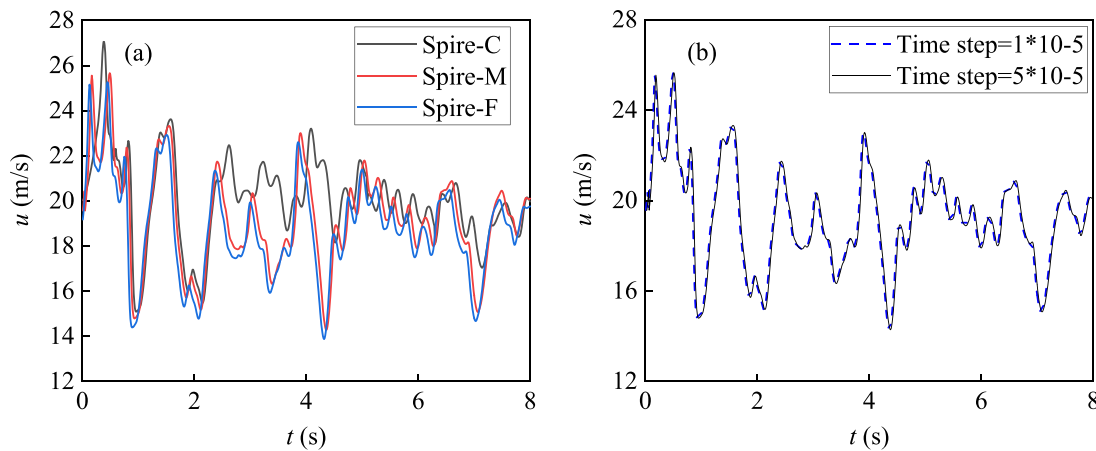 28
26
24
22
20
18
16
14
12
0
2
4
6
8
u (m/s)
t (s)
(a)
Spire-C
Spire-M
Spire-F
28
24
20
16
12
0
2
4
6
8
u (m/s)
t (s)
(b)
Time step=1*10-5
Time step=5*10-5